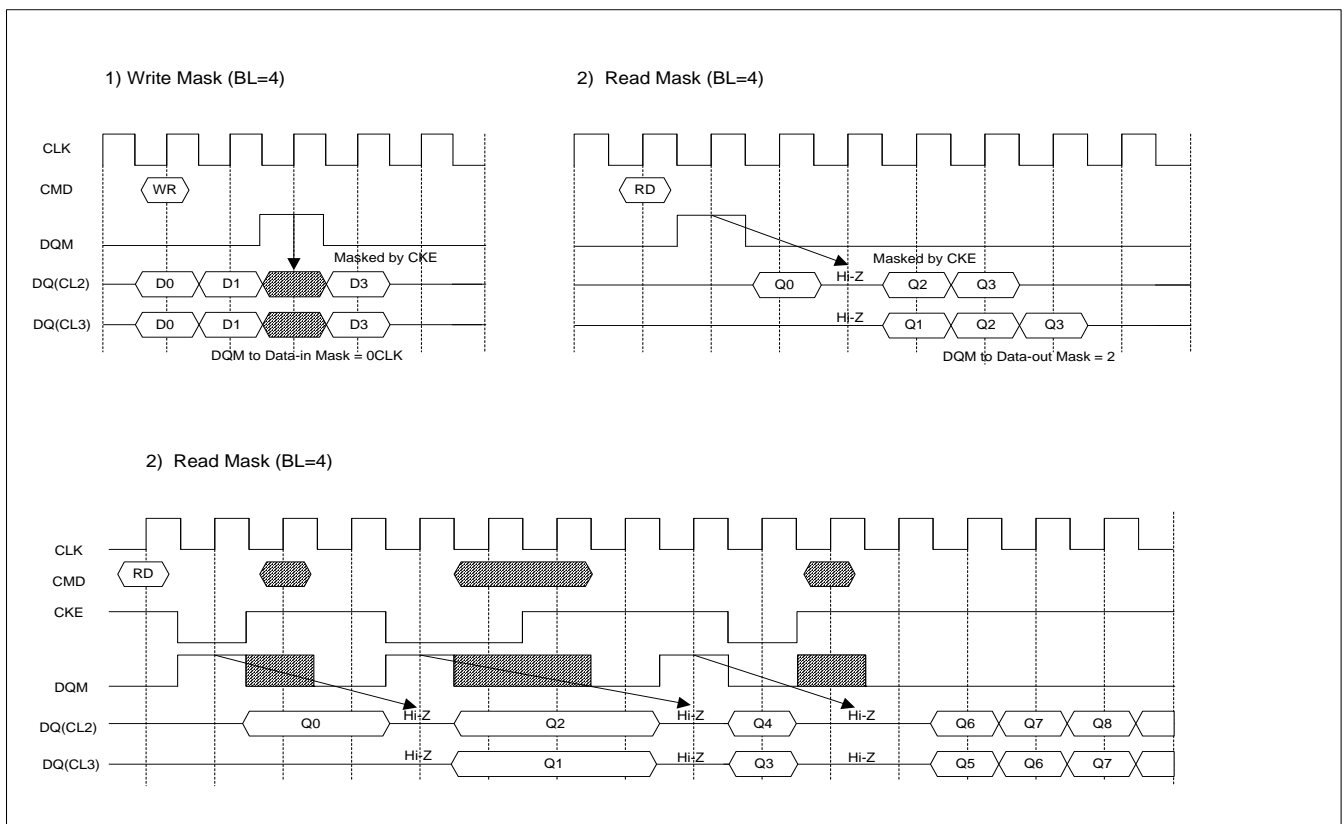 1) Write Mask (BL=4)
CLK
CMD
WR
DQM
Masked by CKE
DQ(CL2)
D0
D1
D3
DQ(CL3)
D0
D1
D3
DQM to Data-in Mask = 0CLK
2) Read Mask (BL=4)
RD
Masked by CKE
Q0
Hi-Z
Q2
Q3
Hi-Z
Q1
Q2
Q3
DQM to Data-out Mask = 2
2) Read Mask (BL=4)
CLK
CMD
RD
CKE
DQM
DQ(CL2)
Q0
Hi-Z
Q2
Hi-Z
Q4
Hi-Z
Q6
Q7
Q8
DQ(CL3)
Hi-Z
Q1
Hi-Z
Q3
Hi-Z
Q5
Q6
Q7